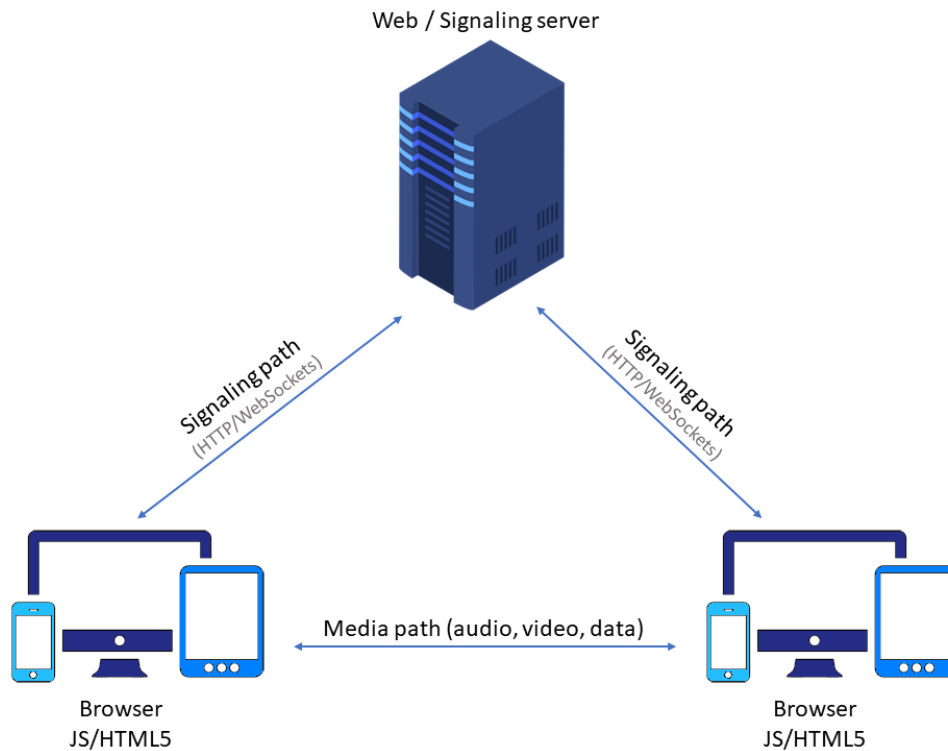 Web / Signaling server
Signaling path
(HTTP/WebSockets)
Signaling path
(HTTP/WebSockets)
Media path (audio, video, data)
Browser
JS/HTML5
Browser
JS/HTML5